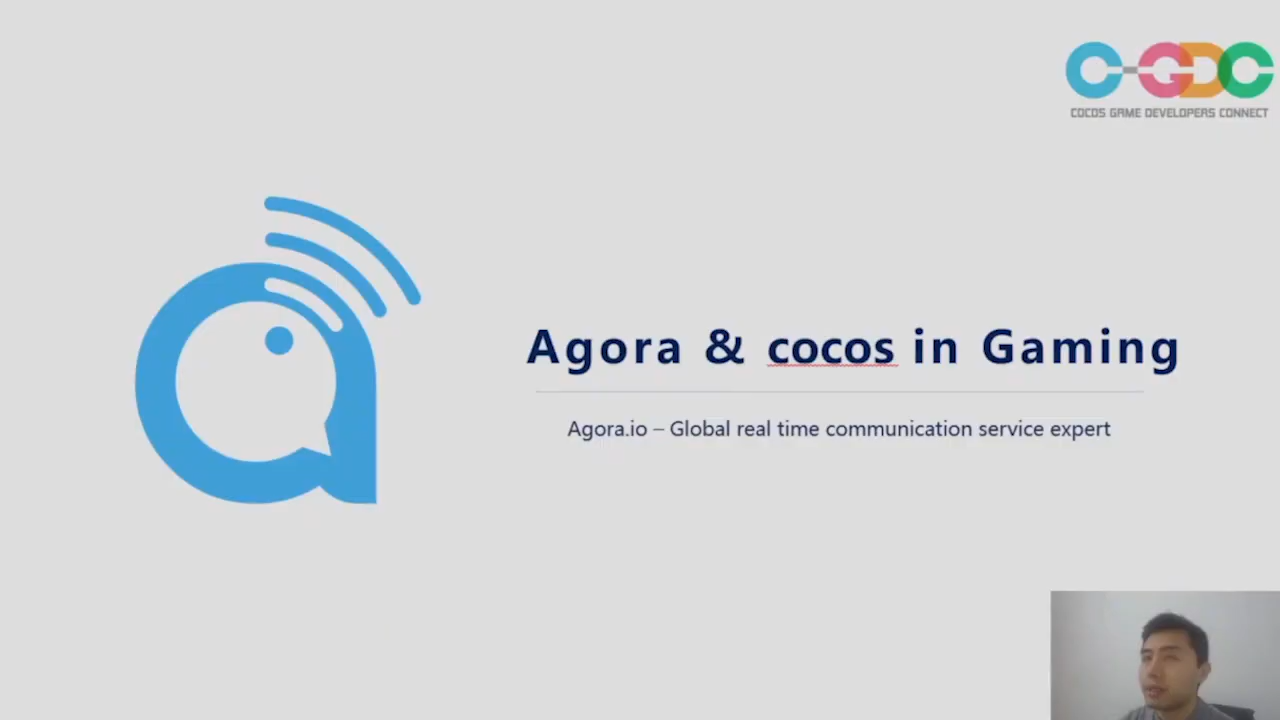 C-GDC
COCOS GAME DEVELOPERS CONNECT
Agora & cocos in Gaming
Agora.io – Global real time communication service expert